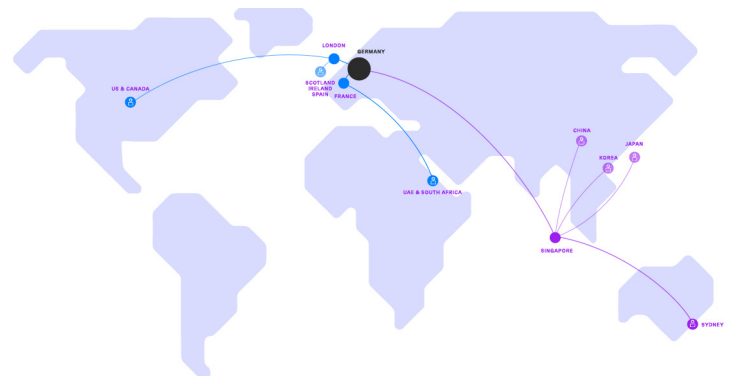 LONDON
GERMANY
US & CANADA
SCOTLAND
IRELAND
SPAIN
FRANCE
CHINA
JAPAN
KOREA
UAE & SOUTH AFRICA
SINGAPORE
SYDNEY